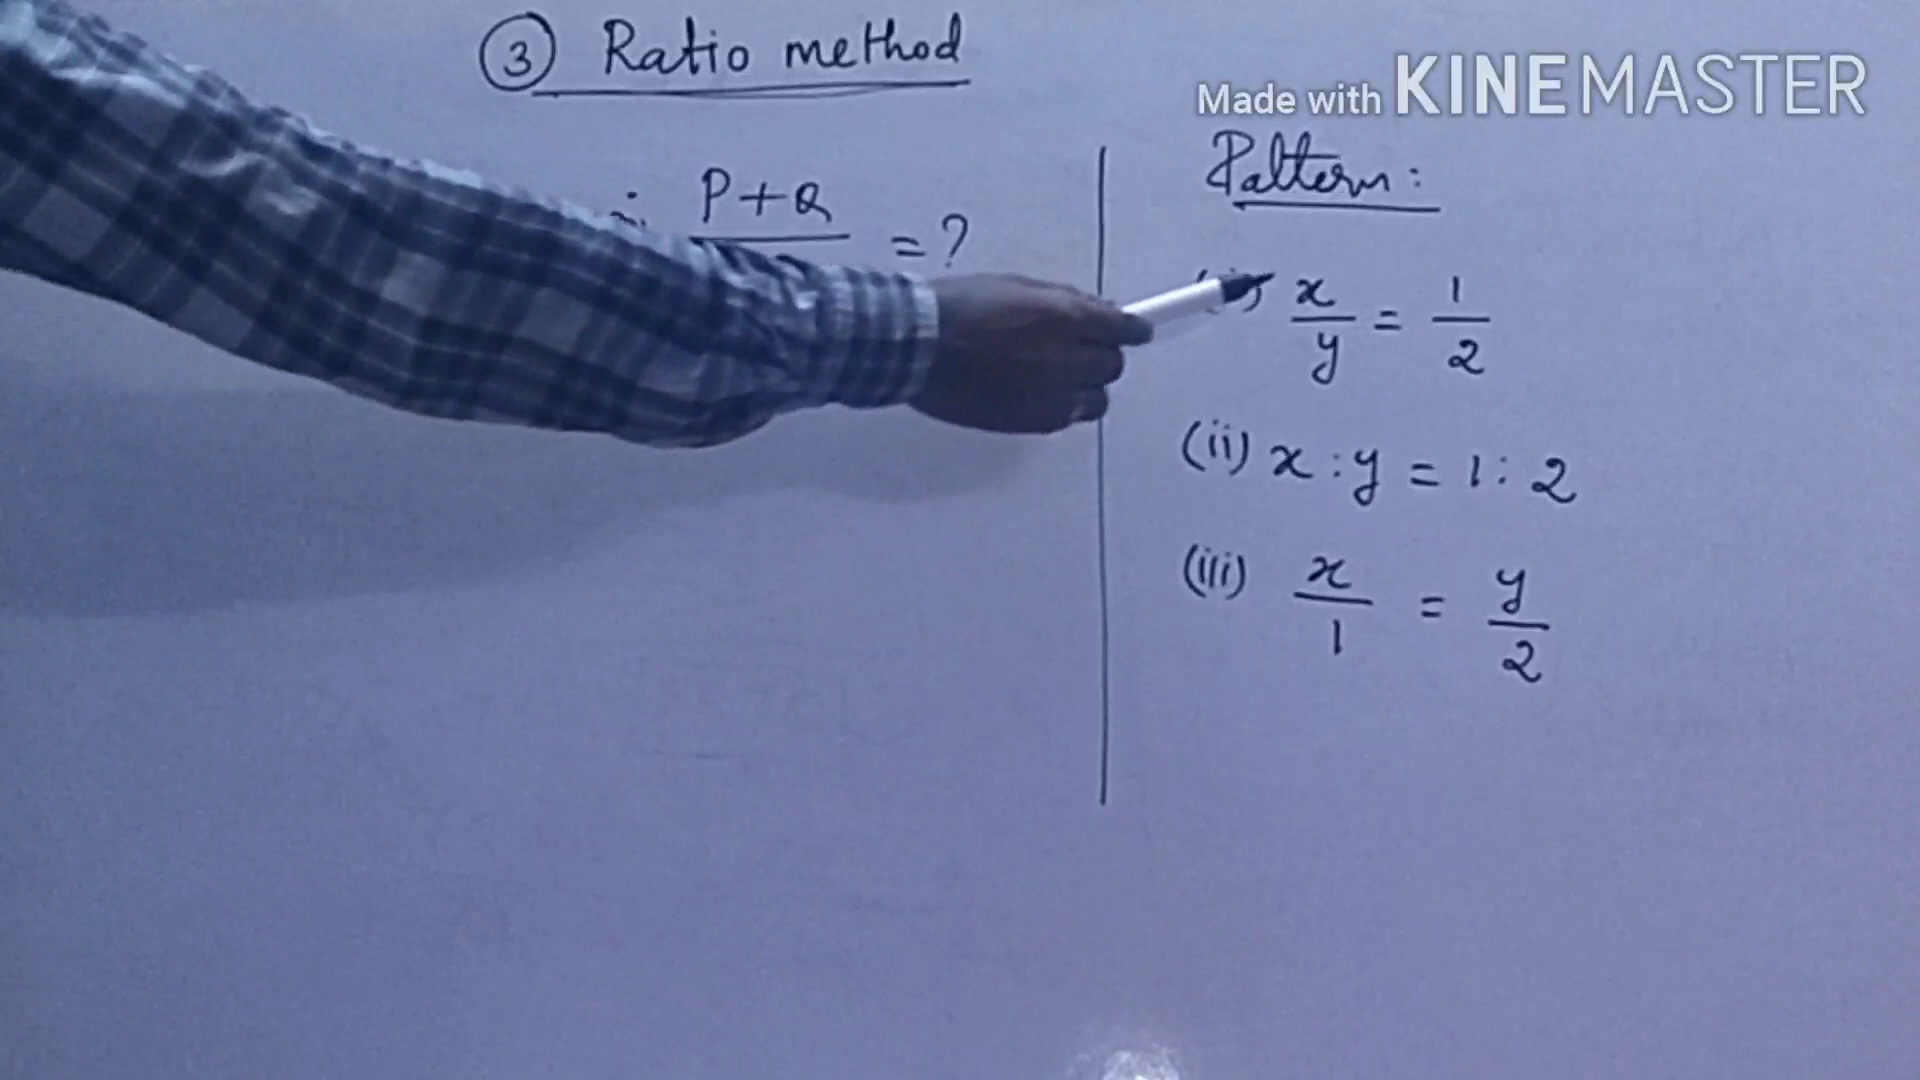 ③ Ratio method
Made with KINEMASTER
P+Q
= ?
Pattern:
x/y = 1/2
(ii) x : y = 1 : 2
(iii) x/1 = y/2